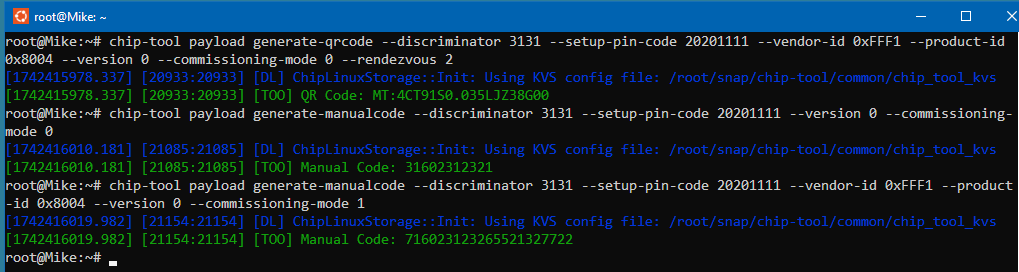 root@Mike: ~
root@Mike:~# chip-tool payload generate-qrcode --discriminator 3131 --setup-pin-code 20201111 --vendor-id 0xFFF1 --product-id
0x8004 --version 0 --commissioning-mode 0 --rendezvous 2
[1742415978.337] [20933:20933] [DL] ChipLinuxStorage::Init: Using KVS config file: /root/snap/chip-tool/common/chip_tool_kvs
[1742415978.337] [20933:20933] [TOO] QR Code: MT:4CT91S0.035LJZ38G00
root@Mike:~# chip-tool payload generate-manualcode --discriminator 3131 --setup-pin-code 20201111 --version 0 --commissioning-
mode 0
[1742416010.181] [21085:21085] [DL] ChipLinuxStorage::Init: Using KVS config file: /root/snap/chip-tool/common/chip_tool_kvs
[1742416010.181] [21085:21085] [TOO] Manual Code: 31602312321
root@Mike:~# chip-tool payload generate-manualcode --discriminator 3131 --setup-pin-code 20201111 --vendor-id 0xFFF1 --product
-id 0x8004 --version 0 --commissioning-mode 1
[1742416019.982] [21154:21154] [DL] ChipLinuxStorage::Init: Using KVS config file: /root/snap/chip-tool/common/chip_tool_kvs
[1742416019.982] [21154:21154] [TOO] Manual Code: 716023123265521327722
root@Mike:~#